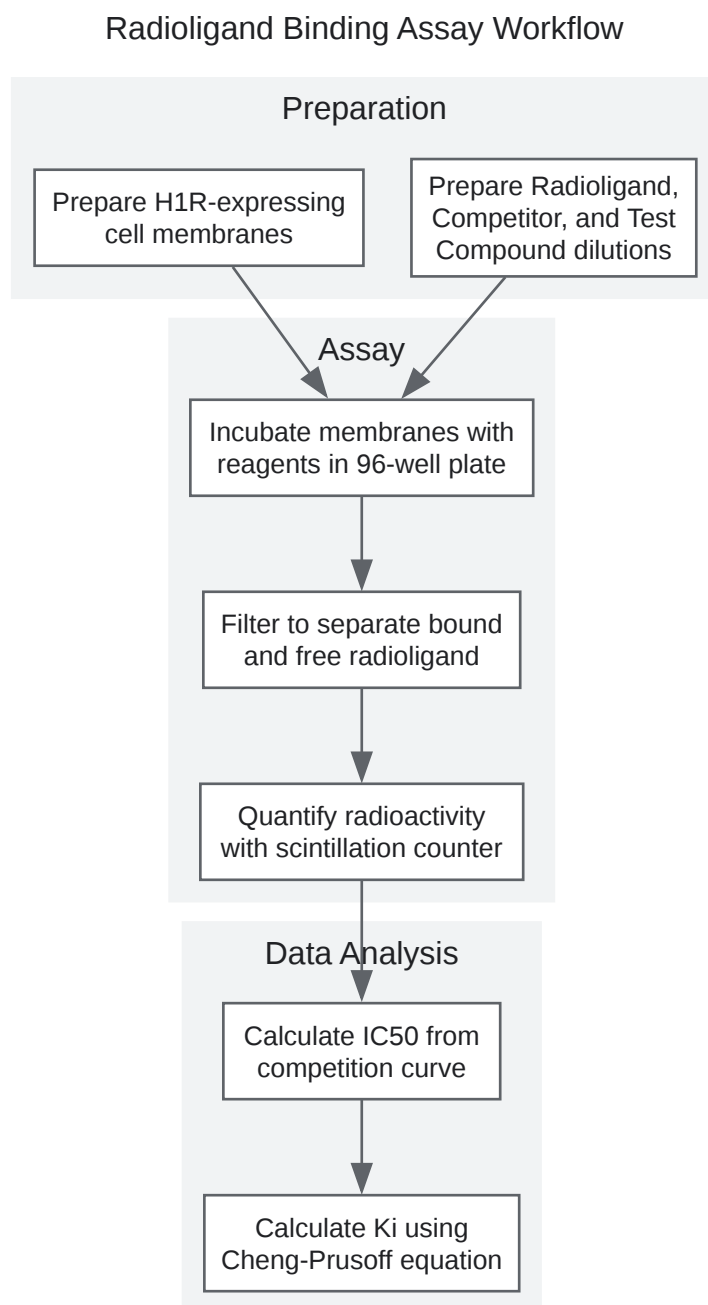 Radioligand Binding Assay Workflow
Preparation
Prepare H1R-expressing
cell membranes
Prepare Radioligand,
Competitor, and Test
Compound dilutions
Assay
Incubate membranes with
reagents in 96-well plate
Filter to separate bound
and free radioligand
Quantify radioactivity
with scintillation counter
Data Analysis
Calculate IC50 from
competition curve
Calculate Ki using
Cheng-Prusoff equation